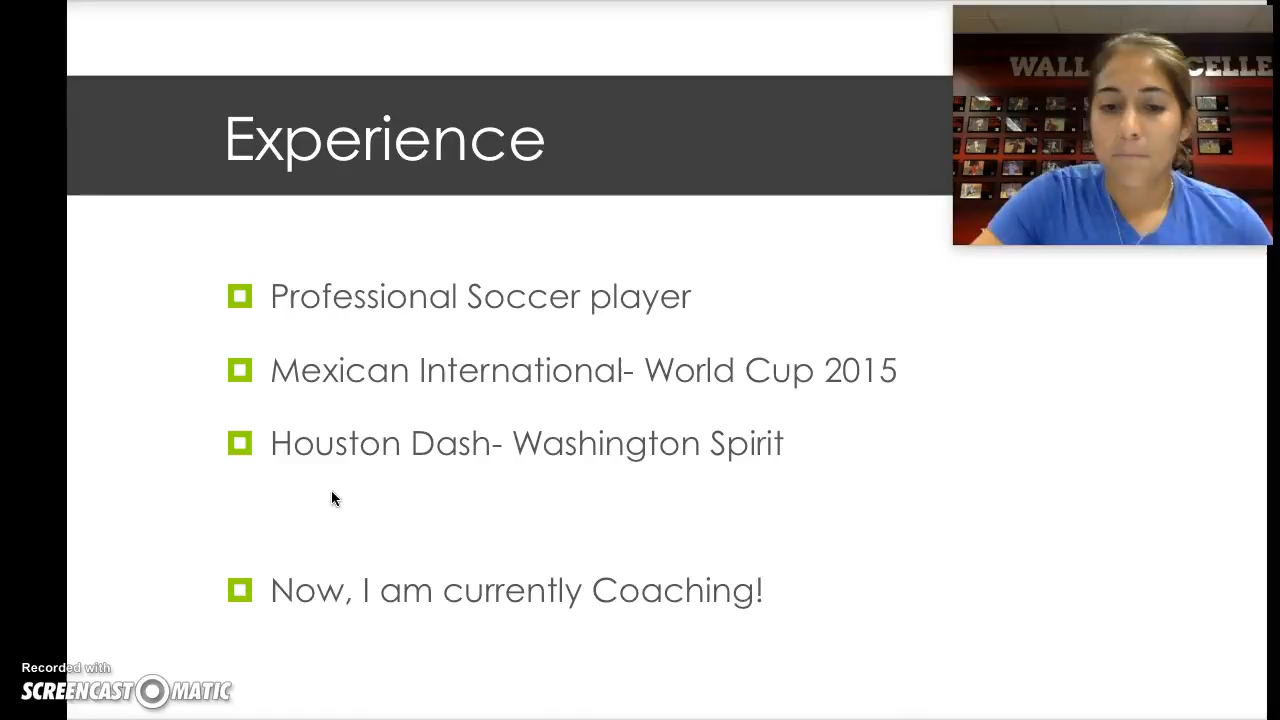 WALL
CELLE
Experience
Professional Soccer player
Mexican International- World Cup 2015
Houston Dash- Washington Spirit
Now, I am currently Coaching!
Recorded with
SCREENCAST MATIC